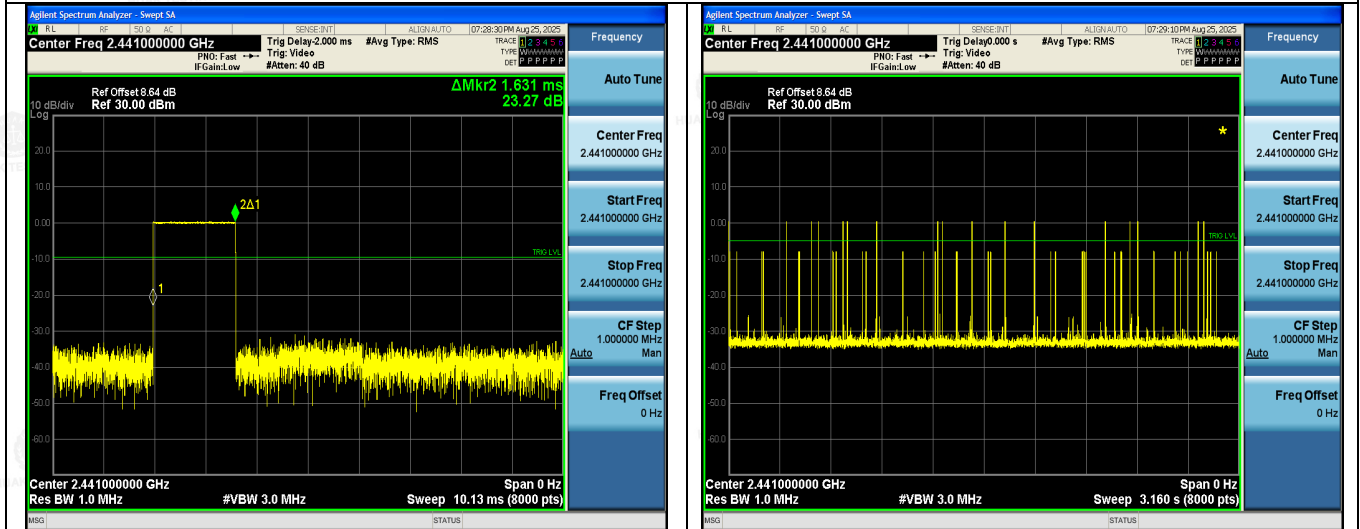 Agilent Spectrum Analyzer - Swept SA
LXI RL RF 50 Ω AC SENSE:INT ALIGN AUTO 07:28:30 PM Aug 25, 2025
Center Freq 2.441000000 GHz Trig Delay-2.000 ms #Avg Type: RMS TRACE 1 2 3 4 5 6 Frequency
PNO: Fast Trig: Video TYPE WWWWWW
IFGain:Low #Atten: 40 dB DET P P P P P P
Auto Tune
ΔMkr2 1.631 ms
Ref Offset 8.64 dB
10 dB/div Ref 30.00 dBm 23.27 dB
Log
Center Freq
2.441000000 GHz
20.0
10.0
Start Freq
2.441000000 GHz
2Δ1
0.00
TRIG LVL
-10.0
Stop Freq
2.441000000 GHz
1
-20.0
CF Step
1.000000 MHz
Auto Man
-30.0
-40.0
Freq Offset
0 Hz
-50.0
-60.0
Center 2.441000000 GHz Span 0 Hz
Res BW 1.0 MHz #VBW 3.0 MHz Sweep 10.13 ms (8000 pts)
MSG STATUS
Agilent Spectrum Analyzer - Swept SA
LXI RL RF 50 Ω AC SENSE:INT ALIGN AUTO 07:29:10 PM Aug 25, 2025
Center Freq 2.441000000 GHz Trig Delay0.000 s #Avg Type: RMS TRACE 1 2 3 4 5 6 Frequency
PNO: Fast Trig: Video TYPE WWWWWW
IFGain:Low #Atten: 40 dB DET P P P P P P
Auto Tune
Ref Offset 8.64 dB
10 dB/div Ref 30.00 dBm
Log
*
Center Freq
2.441000000 GHz
20.0
10.0
Start Freq
2.441000000 GHz
0.00
TRIG LVL
-10.0
Stop Freq
2.441000000 GHz
-20.0
CF Step
1.000000 MHz
Auto Man
-30.0
-40.0
Freq Offset
0 Hz
-50.0
-60.0
Center 2.441000000 GHz Span 0 Hz
Res BW 1.0 MHz #VBW 3.0 MHz Sweep 3.160 s (8000 pts)
MSG STATUS